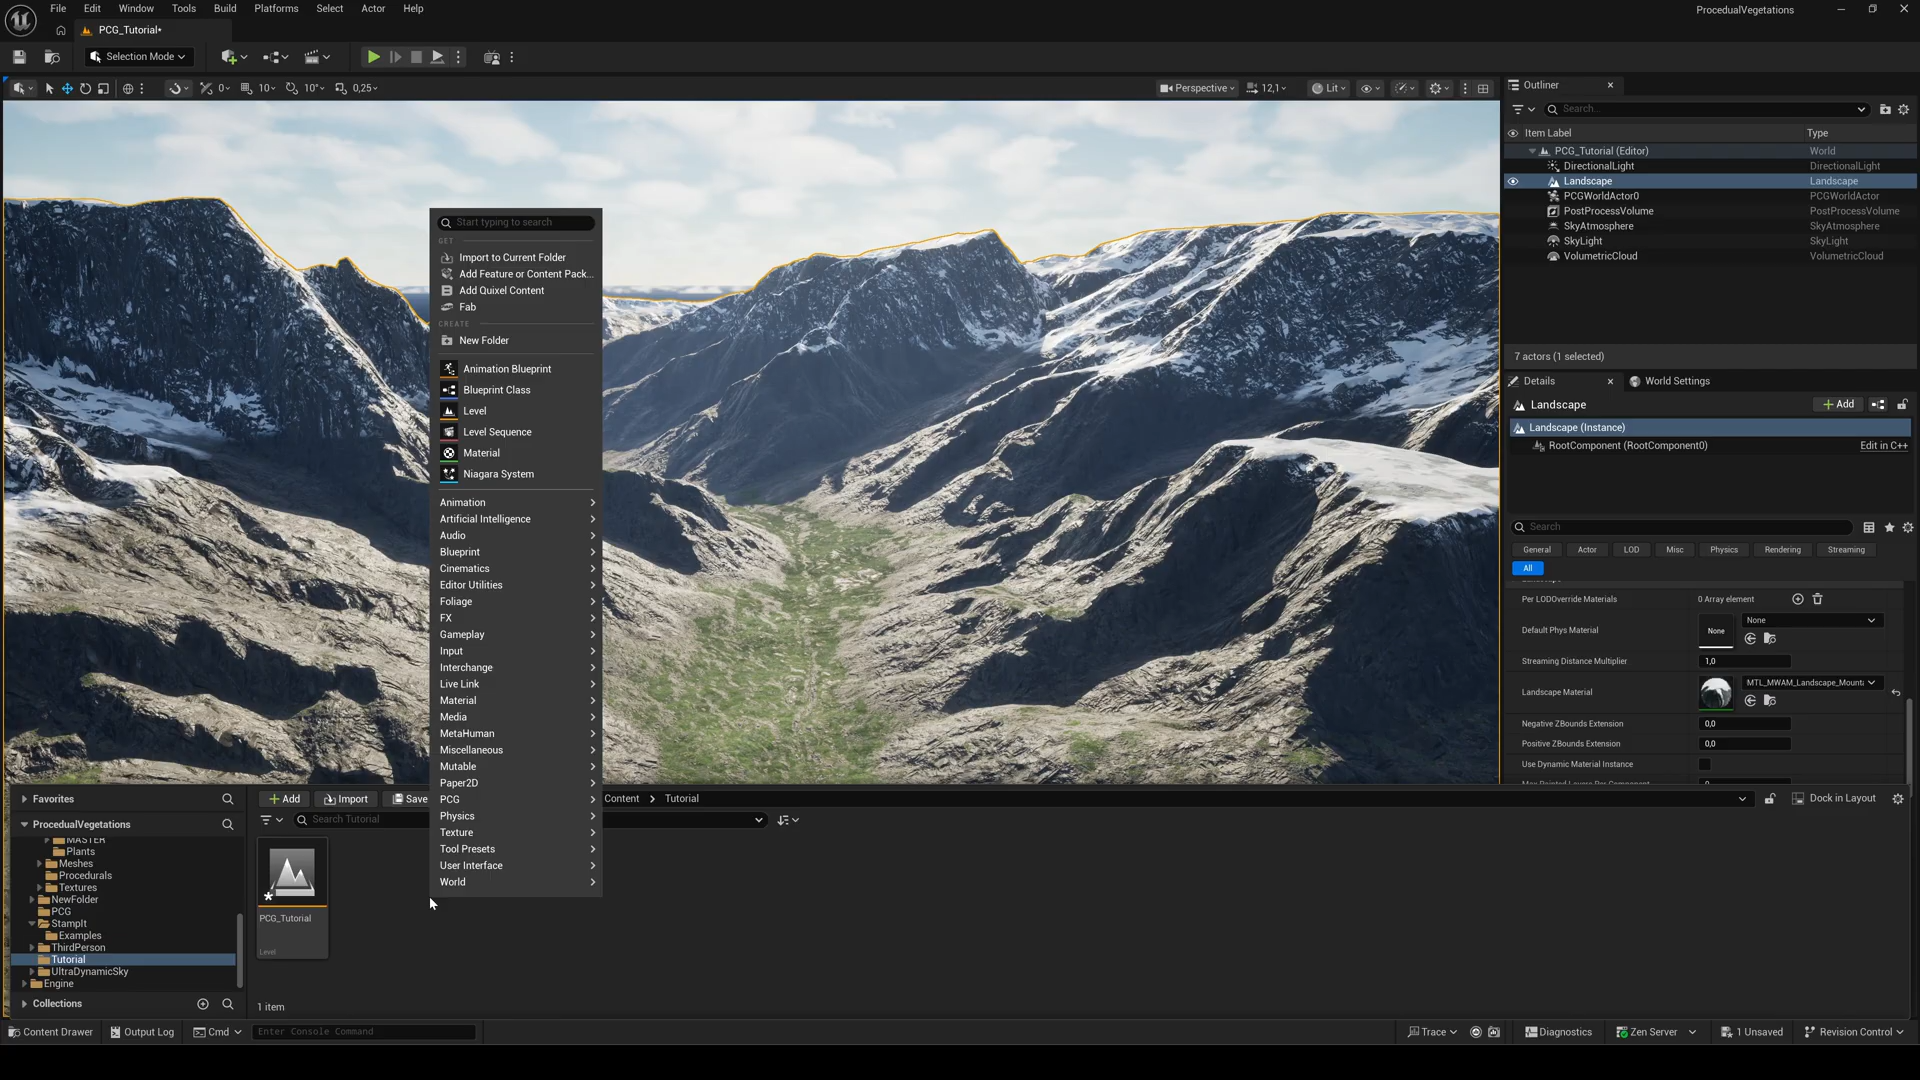 File Edit Window Tools Build Platforms Select Actor Help
ProcedualVegetations
PCG_Tutorial*
Selection Mode
0 10 10° 0,25
Perspective 12,1 Lit
Outliner
Search...
Item Label Type
PCG_Tutorial (Editor) World
DirectionalLight DirectionalLight
Landscape Landscape
PCGWorldActor0 PCGWorldActor
PostProcessVolume PostProcessVolume
SkyAtmosphere SkyAtmosphere
SkyLight SkyLight
VolumetricCloud VolumetricCloud
7 actors (1 selected)
Details World Settings
Landscape
Add
Landscape (Instance)
RootComponent (RootComponent0) Edit in C++
Search
General Actor LOD Misc Physics Rendering Streaming
All
Per LODOverride Materials 0 Array element
Default Phys Material None None
Streaming Distance Multiplier 1,0
Landscape Material MTL_MWAM_Landscape_Mount
Negative ZBounds Extension 0,0
Positive ZBounds Extension 0,0
Use Dynamic Material Instance
Start typing to search
GET
Import to Current Folder
Add Feature or Content Pack...
Add Quixel Content
Fab
CREATE
New Folder
Animation Blueprint
Blueprint Class
Level
Level Sequence
Material
Niagara System
Animation
Artificial Intelligence
Audio
Blueprint
Cinematics
Editor Utilities
Foliage
FX
Gameplay
Input
Interchange
Live Link
Material
Media
MetaHuman
Miscellaneous
Mutable
Paper2D
PCG
Physics
Texture
Tool Presets
User Interface
World
Favorites
ProcedualVegetations
MASTER
Plants
Meshes
Procedurals
Textures
NewFolder
PCG
StampIt
Examples
ThirdPerson
Tutorial
UltraDynamicSky
Engine
Collections
Add Import Save Content Tutorial Dock in Layout
Search Tutorial
PCG_Tutorial
Level
1 item
Content Drawer Output Log Cmd Enter Console Command Trace Diagnostics Zen Server 1 Unsaved Revision Control